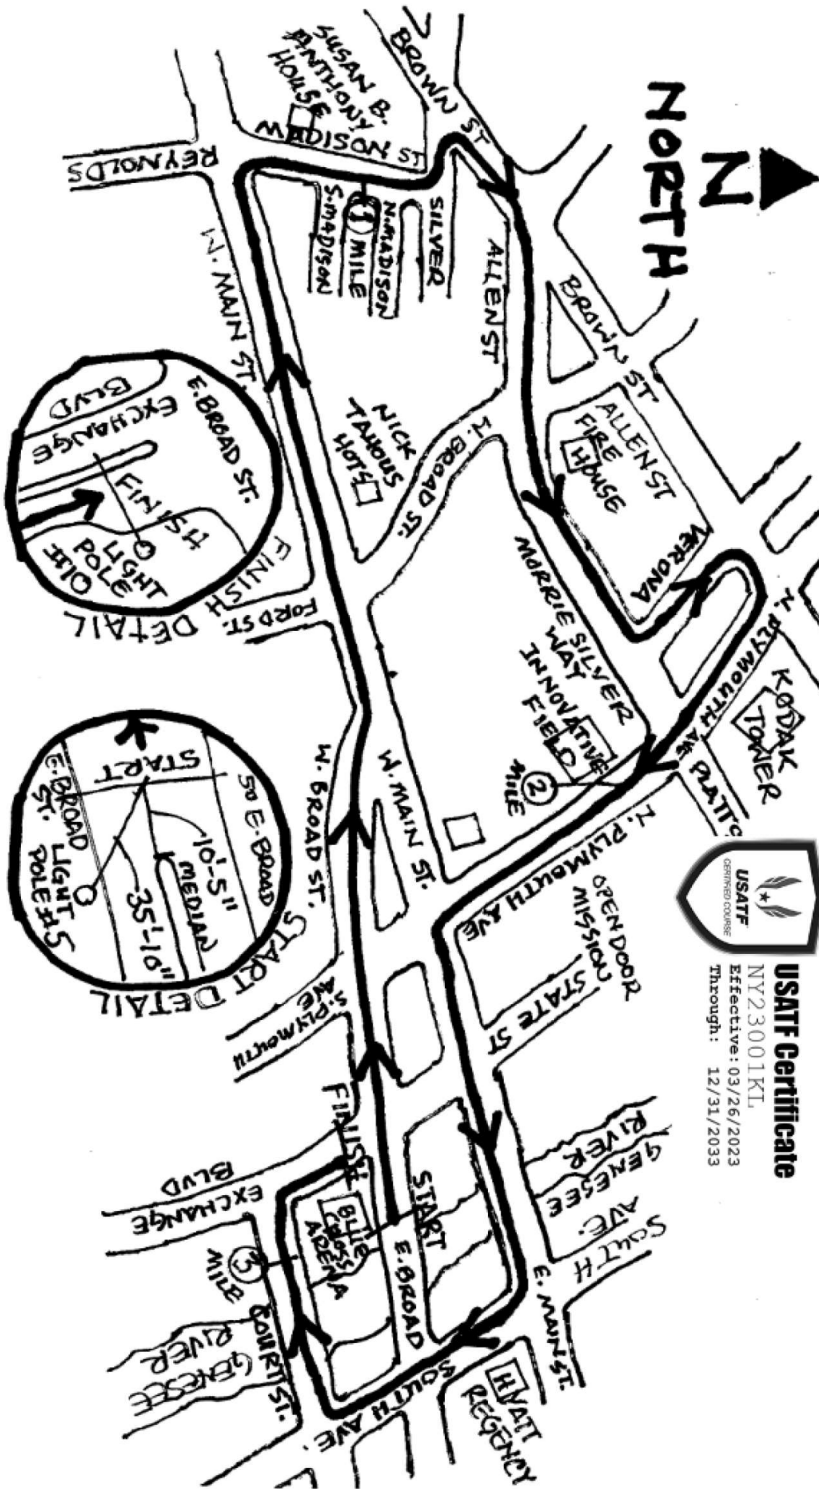 N
NORTH
USATF
CERTIFIED COURSE
USATF Certificate
NY23001KL
Effective: 03/26/2023
Through: 12/31/2033
SUSAN B.
ANTHONY
HOUSE
BROWN ST
MADISON ST
REYNOLDS
SILVER
N.MADISON
1 MILE
S.MADISON
ALLEN ST
BROWN ST
ALLEN ST
FIRE
HOUSE
VERONA
N. PLYMOUTH AVE
KODAK
TOWER
MORRIE SILVER
WAY
INNOVATIVE
FIELD
2
MILE
N. PLYMOUTH AVE
OPEN DOOR
MISSION
STATE ST
W. MAIN ST.
NICK
TAHOUS
HOTS
W. BROAD ST.
FORD ST.
W. MAIN ST.
W. BROAD ST.
S. PLYMOUTH
AVE
RIVER
GENESEE
SOUTH
AVE.
E. MAIN ST.
HYATT
REGENCY
START
E. BROAD
BLUE
CROSS
ARENA
FINISH
EXCHANGE
BLVD
3
MILE
COURT ST.
SOUTH AVE.
GENESEE
RIVER
FINISH DETAIL
E. BROAD ST.
EXCHANGE
BLVD
FINISH
LIGHT
POLE
START DETAIL
50 E. BROAD
10'-5"
MEDIAN
START
35'-10"
E. BROAD
ST.
LIGHT
POLE #5